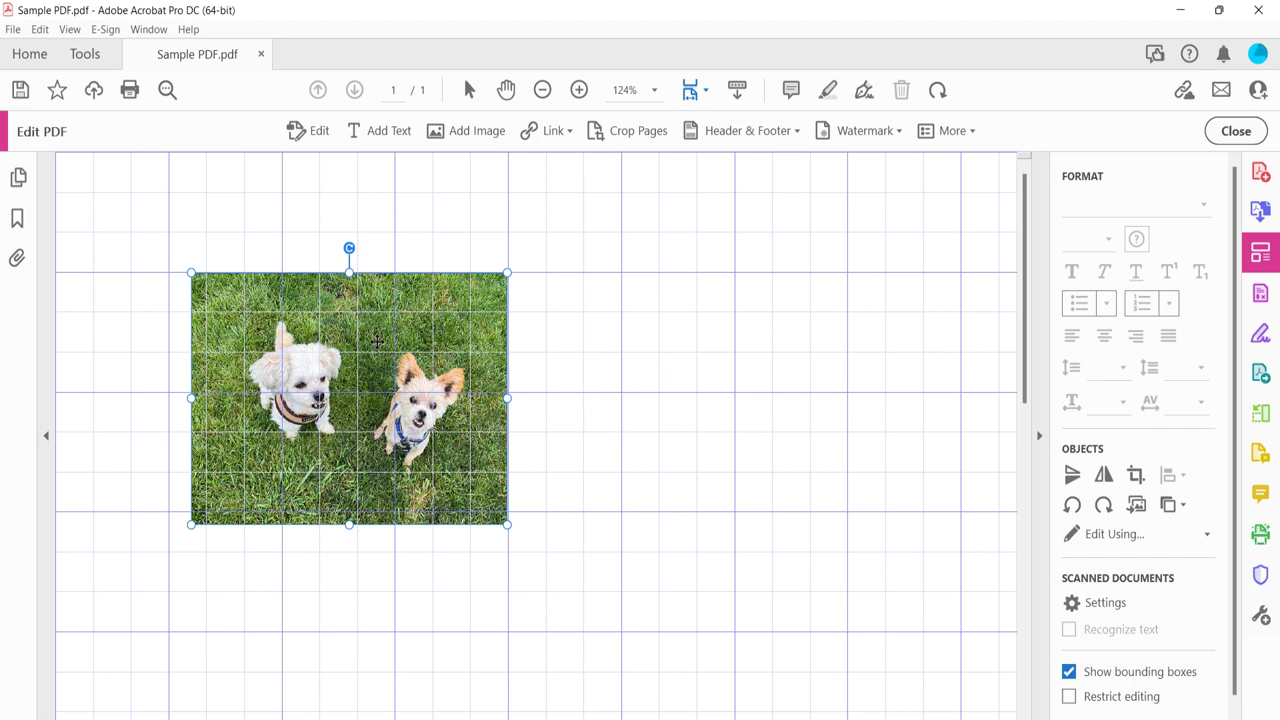 Sample PDF.pdf - Adobe Acrobat Pro DC (64-bit)
File Edit View E-Sign Window Help
Home Tools Sample PDF.pdf ×
1 / 1 124%
Edit PDF Edit Add Text Add Image Link Crop Pages Header & Footer Watermark More Close
FORMAT
OBJECTS
Edit Using...
SCANNED DOCUMENTS
Settings
Recognize text
Show bounding boxes
Restrict editing